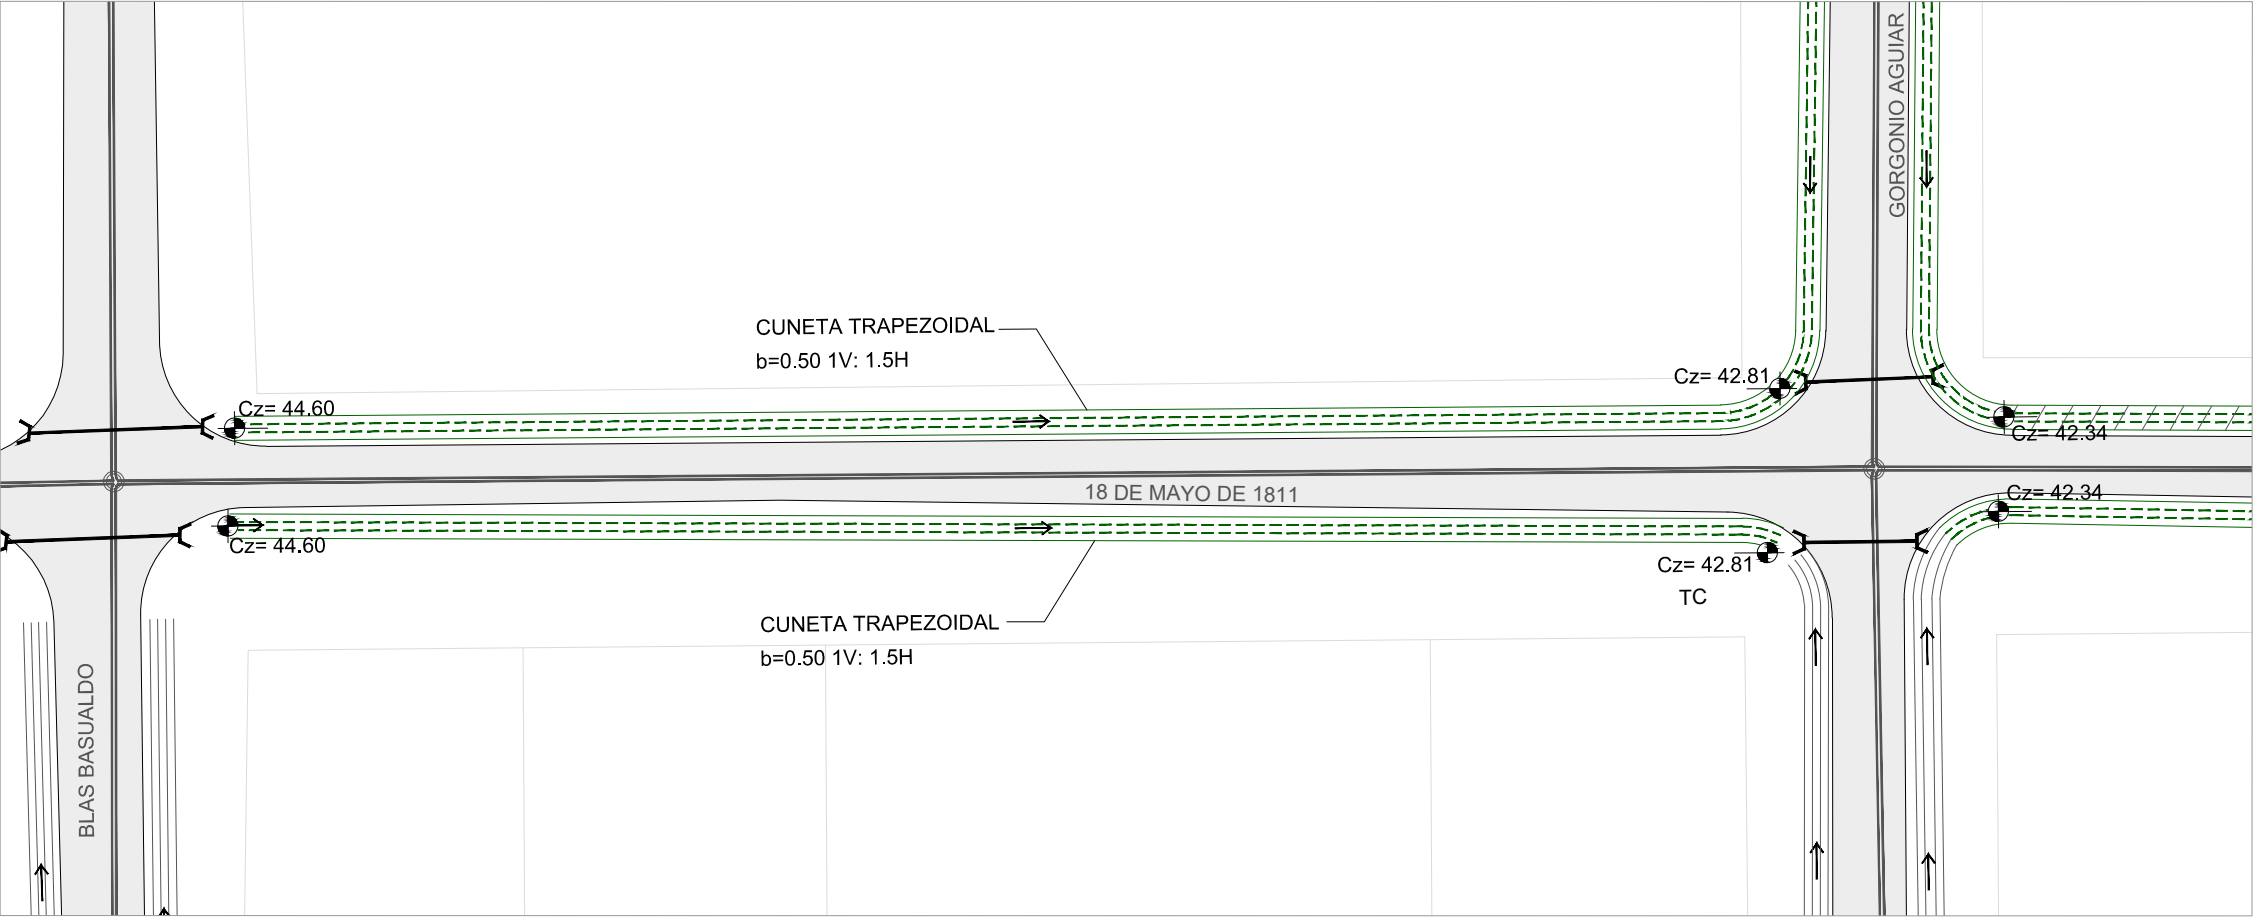 GORGONIO AGUIAR
CUNETA TRAPEZOIDAL
b=0.50 1V: 1.5H
Cz= 42.81
Cz= 44.60
Cz= 42.34
18 DE MAYO DE 1811
Cz= 42.34
Cz= 44.60
Cz= 42.81
TC
CUNETA TRAPEZOIDAL
b=0.50 1V: 1.5H
BLAS BASUALDO